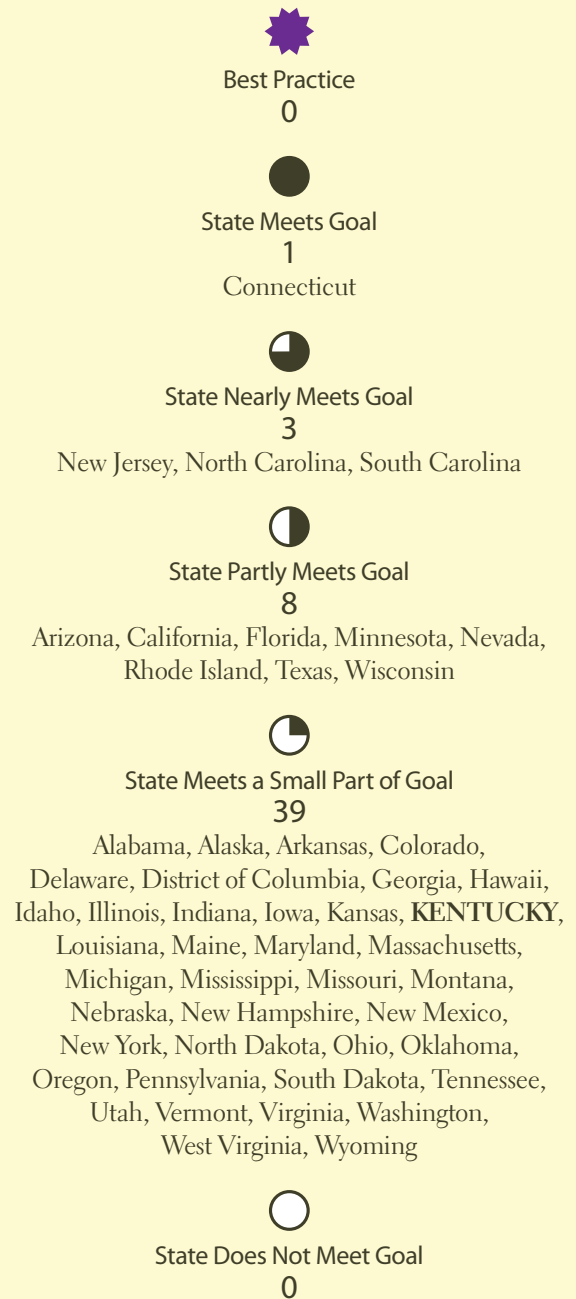 Best Practice
0
State Meets Goal
1
Connecticut
State Nearly Meets Goal
3
New Jersey, North Carolina, South Carolina
State Partly Meets Goal
8
Arizona, California, Florida, Minnesota, Nevada,
Rhode Island, Texas, Wisconsin
State Meets a Small Part of Goal
39
Alabama, Alaska, Arkansas, Colorado,
Delaware, District of Columbia, Georgia, Hawaii,
Idaho, Illinois, Indiana, Iowa, Kansas, KENTUCKY,
Louisiana, Maine, Maryland, Massachusetts,
Michigan, Mississippi, Missouri, Montana,
Nebraska, New Hampshire, New Mexico,
New York, North Dakota, Ohio, Oklahoma,
Oregon, Pennsylvania, South Dakota, Tennessee,
Utah, Vermont, Virginia, Washington,
West Virginia, Wyoming
State Does Not Meet Goal
0